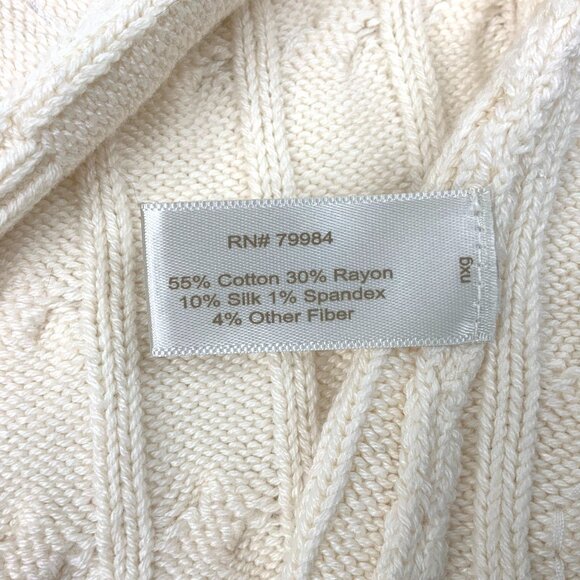 RN# 79984
55% Cotton 30% Rayon
10% Silk 1% Spandex
4% Other Fiber
nxg